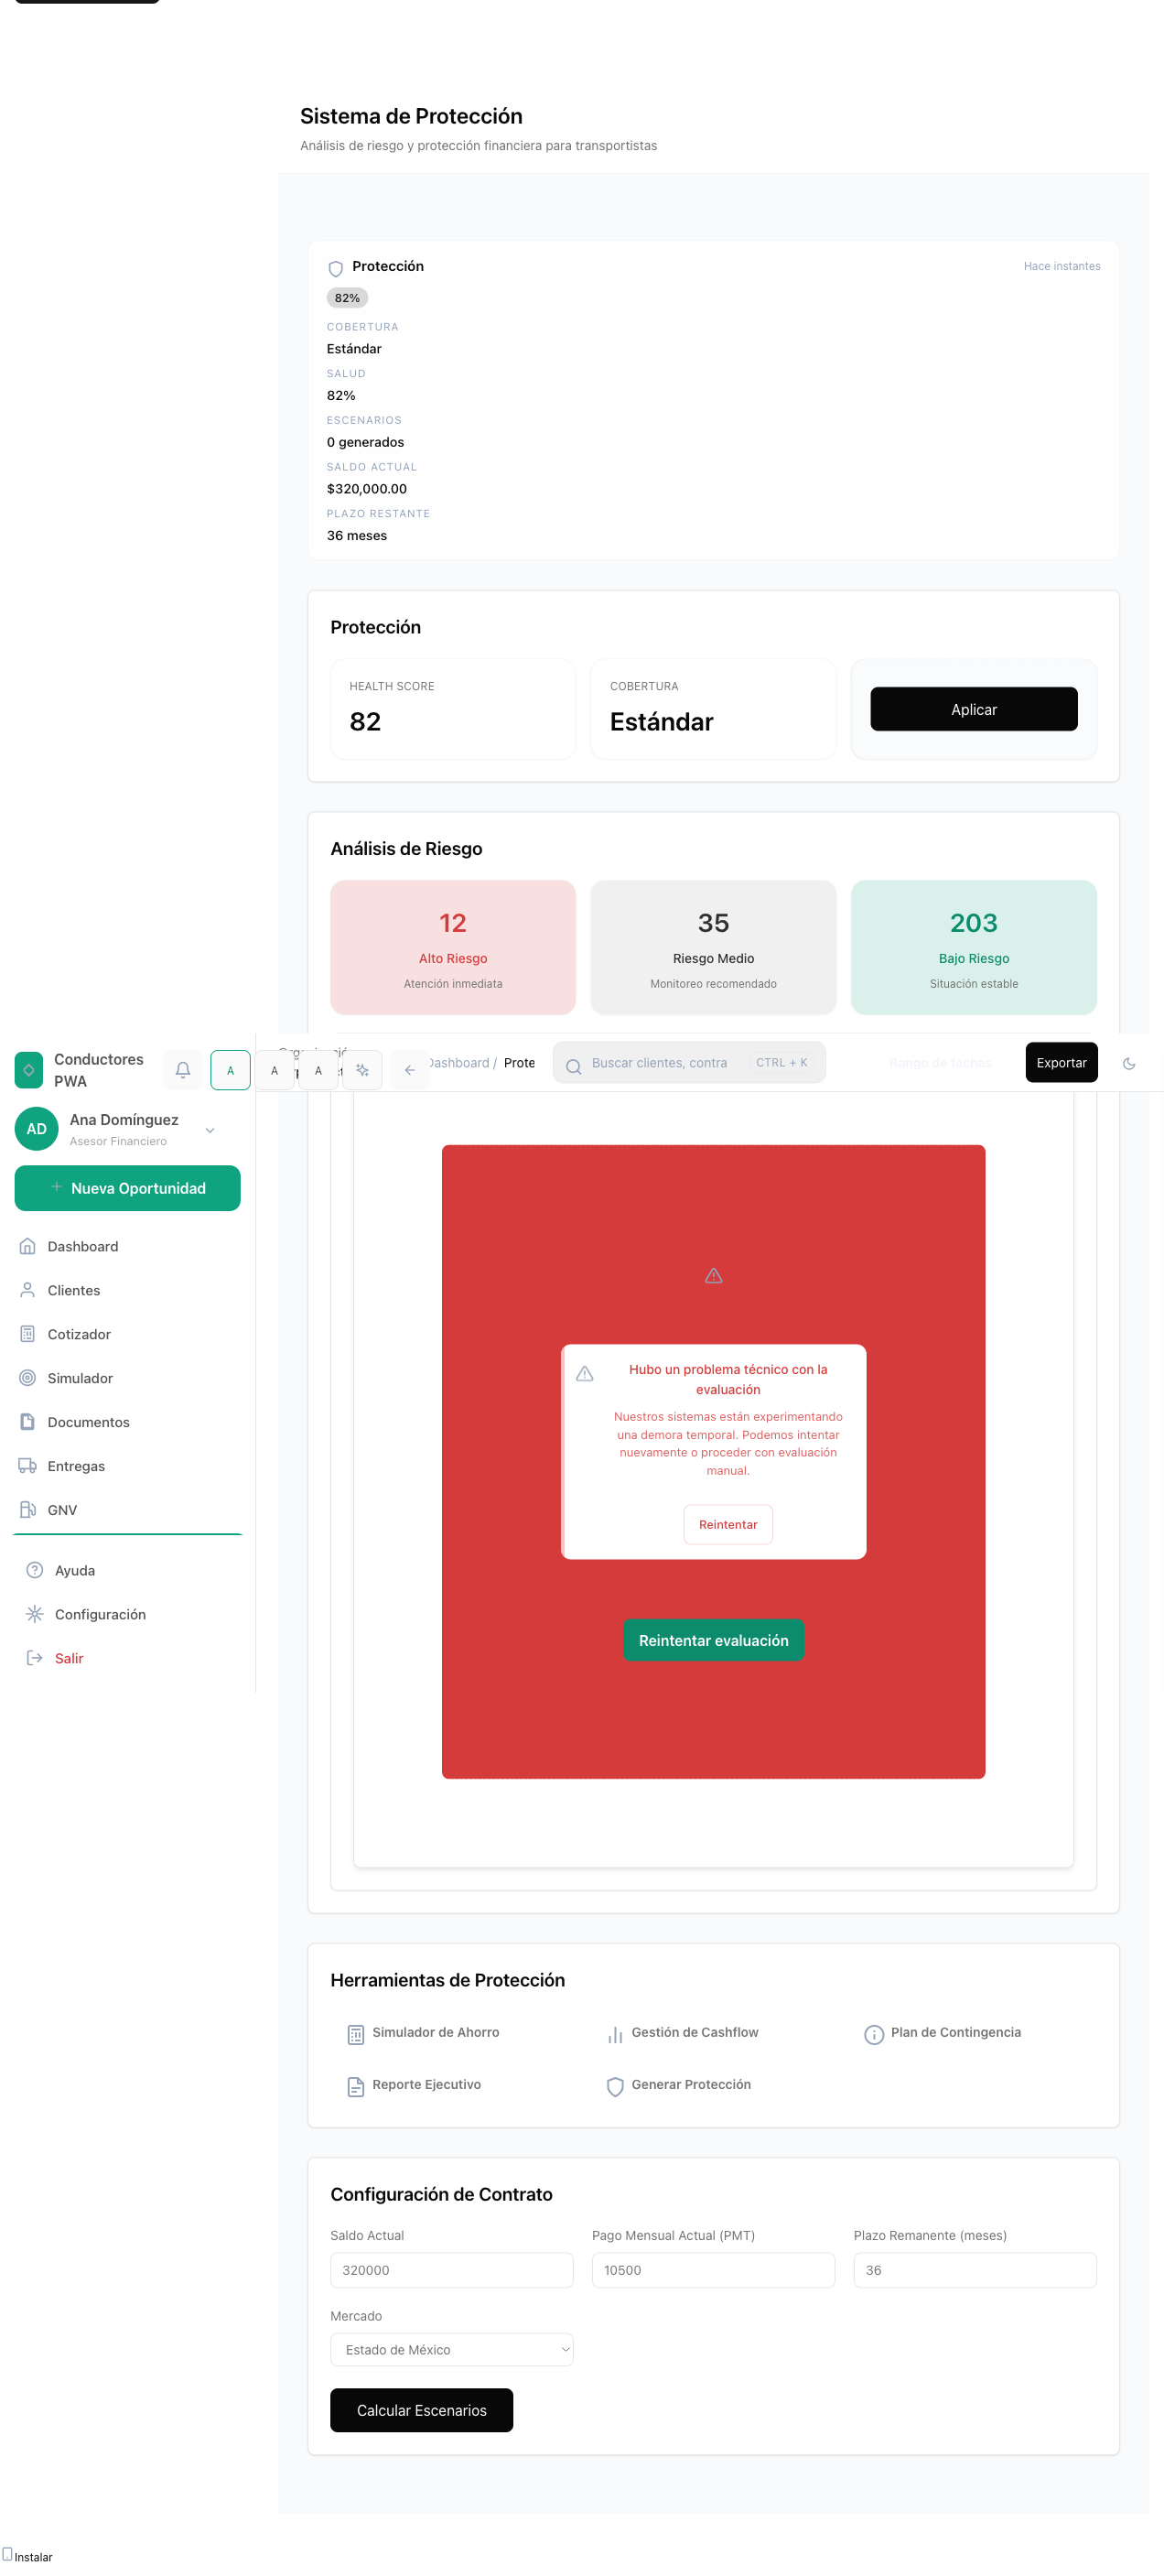 Sistema de Protección
Análisis de riesgo y protección financiera para transportistas
Protección
Hace instantes
82%
COBERTURA
Estándar
SALUD
82%
ESCENARIOS
0 generados
SALDO ACTUAL
$320,000.00
PLAZO RESTANTE
36 meses
Protección
HEALTH SCORE
82
COBERTURA
Estándar
Aplicar
Análisis de Riesgo
12
Alto Riesgo
Atención inmediata
35
Riesgo Medio
Monitoreo recomendado
203
Bajo Riesgo
Situación estable
Conductores
PWA
A
A
A
Dashboard / Prote
Buscar clientes, contra
CTRL + K
Rango de fechas
Exportar
AD
Ana Domínguez
Asesor Financiero
Nueva Oportunidad
Dashboard
Clientes
Cotizador
Simulador
Documentos
Entregas
GNV
Ayuda
Configuración
Salir
Hubo un problema técnico con la
evaluación
Nuestros sistemas están experimentando
una demora temporal. Podemos intentar
nuevamente o proceder con evaluación
manual.
Reintentar
Reintentar evaluación
Herramientas de Protección
Simulador de Ahorro
Gestión de Cashflow
Plan de Contingencia
Reporte Ejecutivo
Generar Protección
Configuración de Contrato
Saldo Actual
320000
Pago Mensual Actual (PMT)
10500
Plazo Remanente (meses)
36
Mercado
Estado de México
Calcular Escenarios
Instalar